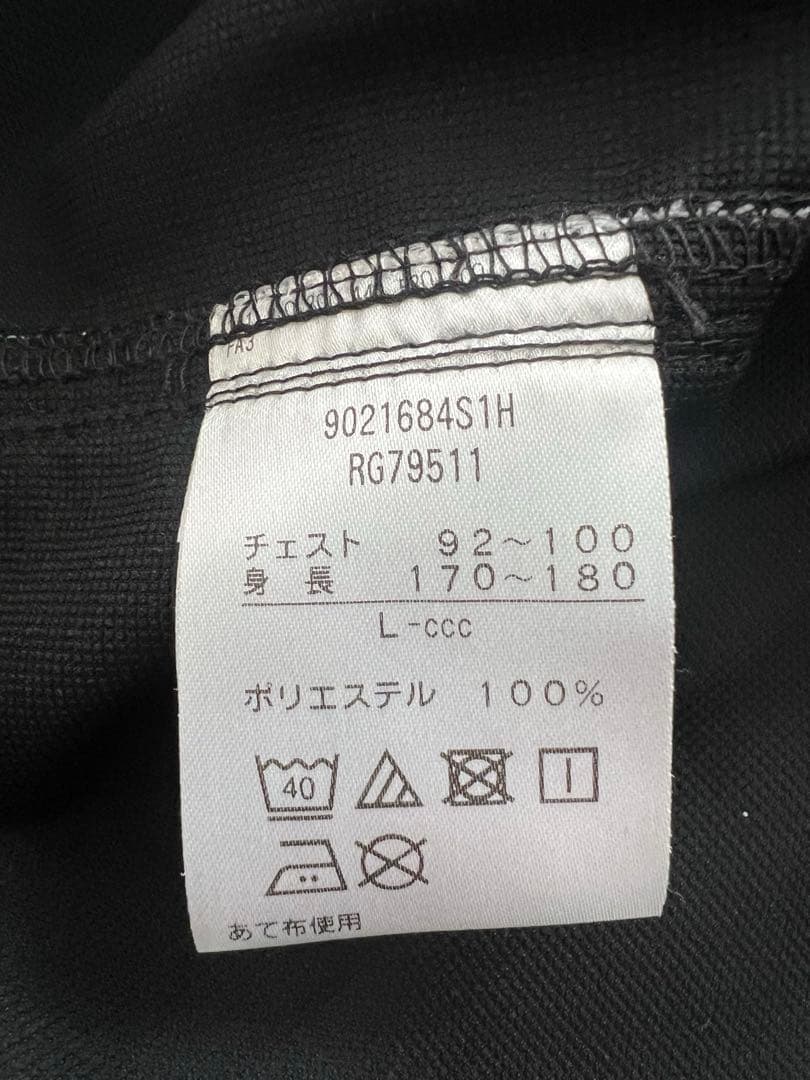 PA3
9021684S1H
RG79511
チェスト 92～100
身長 170～180
L-ccc
ポリエステル 100%
40
あて布使用